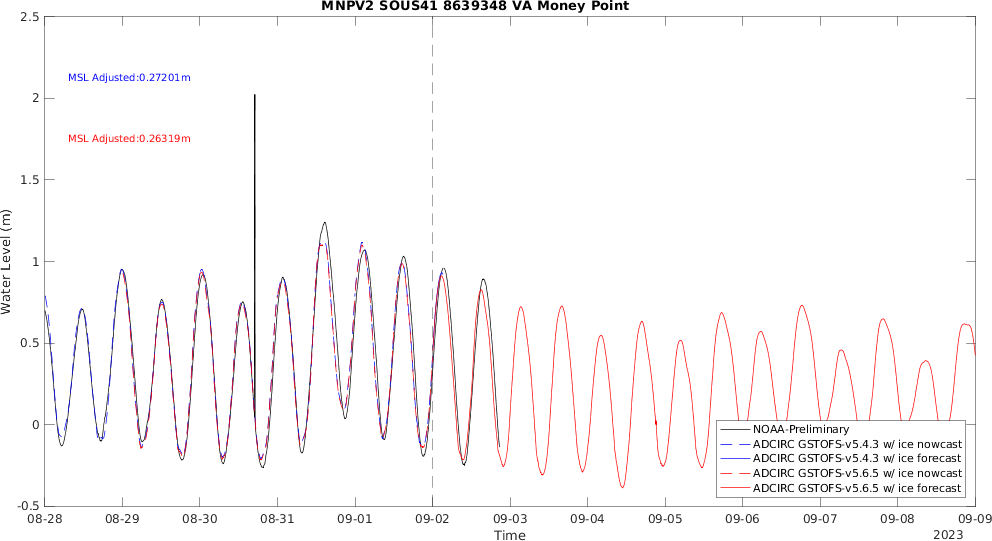 MNPV2 SOUS41 8639348 VA Money Point
2.5
MSL Adjusted:0.27201m
2
MSL Adjusted:0.26319m
1.5
Water Level (m)
1
0.5
0
NOAA-Preliminary
ADCIRC GSTOFS-v5.4.3 w/ ice nowcast
ADCIRC GSTOFS-v5.4.3 w/ ice forecast
ADCIRC GSTOFS-v5.6.5 w/ ice nowcast
ADCIRC GSTOFS-v5.6.5 w/ ice forecast
-0.5
08-28 08-29 08-30 08-31 09-01 09-02 09-03 09-04 09-05 09-06 09-07 09-08 09-09
Time
2023